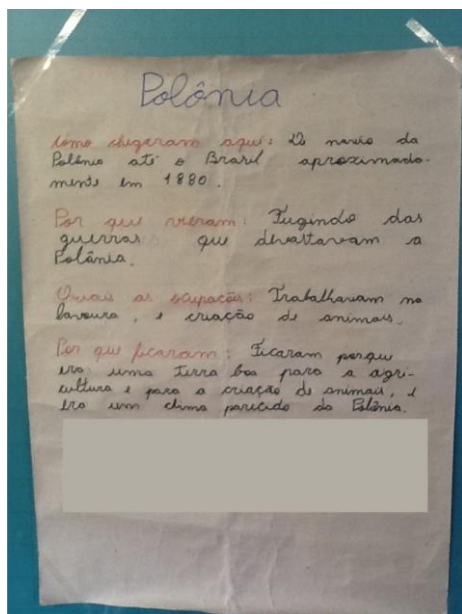 Polônia
Como chegaram aqui: De navio da
Polônia até o Brasil aproximada-
mente em 1880.
Por que vieram: Fugindo das
guerras que devastavam a
Polônia.
Quais as ocupações: Trabalhavam na
lavoura, e criação de animais.
Por que ficaram: Ficaram porque
era uma terra boa para a agri-
cultura e para a criação de animais, e
era um clima parecido da Polônia.